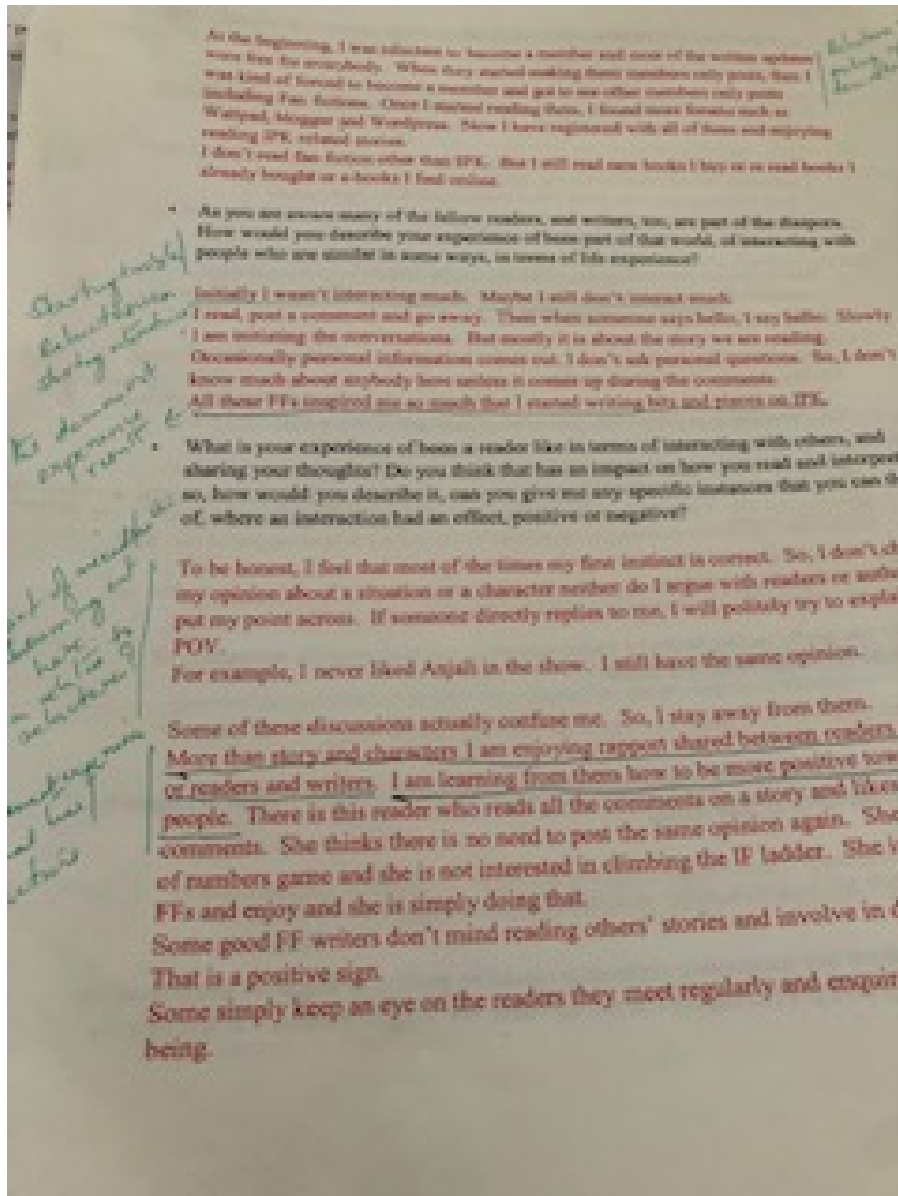 At the beginning, I was reluctant to become a member and most of the written updates
were free for everybody. When they started making them members only posts, then I
was kind of forced to become a member and got to see other members only posts
including Fan fictions. Once I started reading them, I found more forums such as
Wattpad, blogger and Wordpress. Now I have registered with all of them and enjoying
reading IPK related stories.
I don't read fan fiction other than IPK. But I still read new books I buy or re read books I
already bought or e-books I find online.
• As you are aware many of the fellow readers, and writers, too, are part of the diaspora.
How would you describe your experience of been part of that world, of interacting with
people who are similar in some ways, in terms of life experience?
Initially I wasn't interacting much. Maybe I still don't interact much.
I read, post a comment and go away. Then when someone says hello, I say hello. Slowly
I am initiating the conversations. But mostly it is about the story we are reading.
Occasionally personal information comes out. I don't ask personal questions. So, I don't
know much about anybody here unless it comes up during the comments.
All these FFs inspired me so much that I started writing bits and pieces on IPK.
• What is your experience of been a reader like in terms of interacting with others, and
sharing your thoughts? Do you think that has an impact on how you read and interpret
so, how would you describe it, can you give me any specific instances that you can th
of, where an interaction had an effect, positive or negative?
To be honest, I feel that most of the times my first instinct is correct. So, I don't ch
my opinion about a situation or a character neither do I argue with readers or autho
put my point across. If someone directly replies to me, I will politely try to expla
POV.
For example, I never liked Anjali in the show. I still have the same opinion.
Some of these discussions actually confuse me. So, I stay away from them.
More than story and characters I am enjoying rapport shared between readers,
or readers and writers. I am learning from them how to be more positive tow
people. There is this reader who reads all the comments on a story and likes
comments. She thinks there is no need to post the same opinion again. She
of numbers game and she is not interested in climbing the IF ladder. She
FFs and enjoy and she is simply doing that.
Some good FF writers don't mind reading others' stories and involve in d
That is a positive sign.
Some simply keep an eye on the readers they meet regularly and enquir
being.